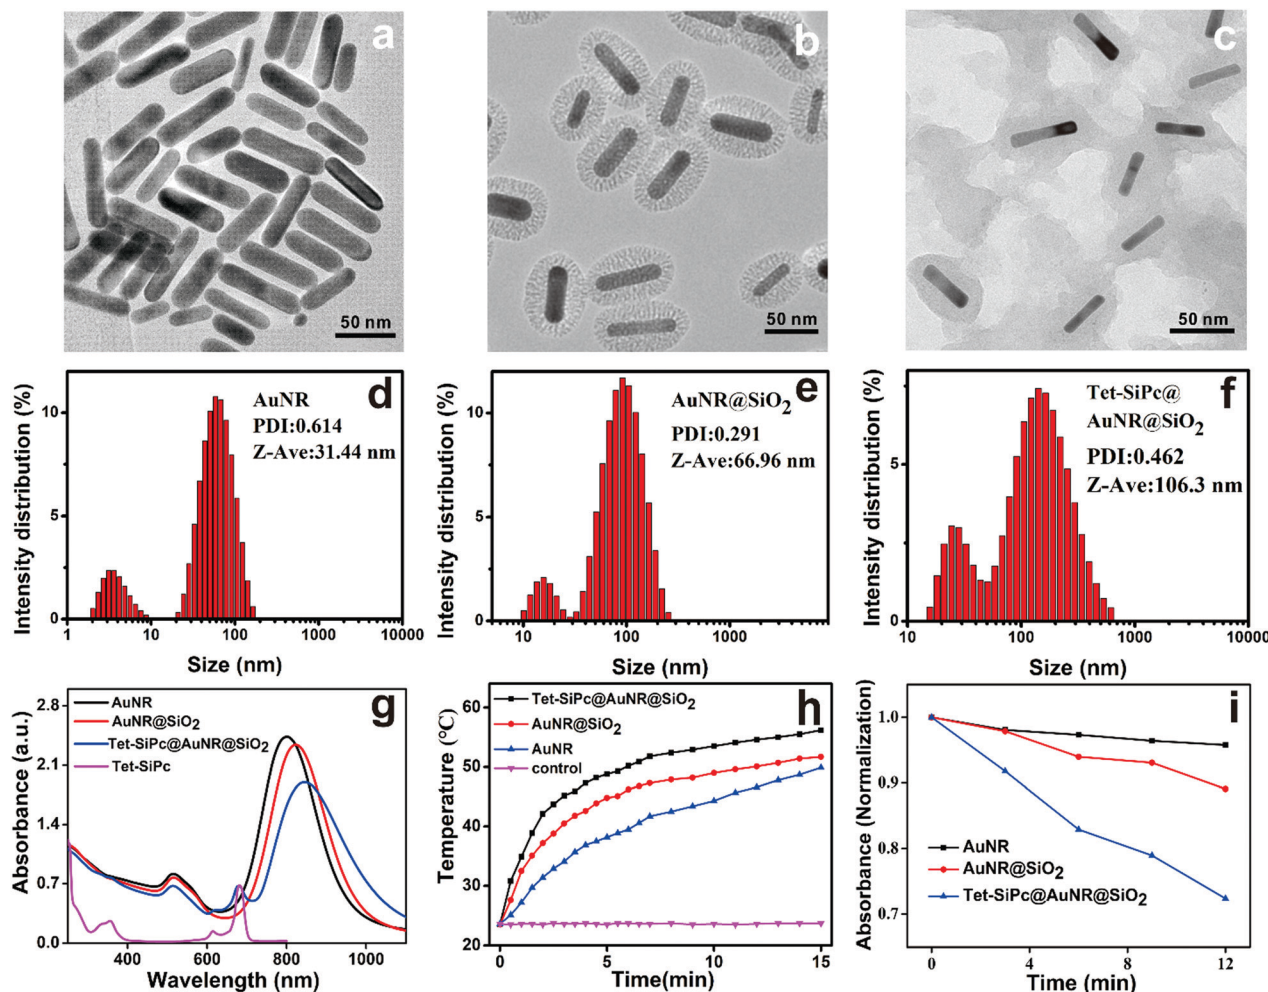 a
50 nm
b
50 nm
c
50 nm
d
AuNR
PDI:0.614
Z-Ave:31.44 nm
Intensity distribution (%)
10
5
0
1 10 100 1000 10000
Size (nm)
e
AuNR@SiO2
PDI:0.291
Z-Ave:66.96 nm
Intensity distribution (%)
10
5
0
10 100 1000
Size (nm)
f
Tet-SiPc@
AuNR@SiO2
PDI:0.462
Z-Ave:106.3 nm
Intensity distribution (%)
5
0
10 100 1000 10000
Size (nm)
g
AuNR
AuNR@SiO2
Tet-SiPc@AuNR@SiO2
Tet-SiPc
Absorbance (a.u.)
2.8
2.1
1.4
0.7
0.0
400 600 800 1000
Wavelength (nm)
h
Tet-SiPc@AuNR@SiO2
AuNR@SiO2
AuNR
control
Temperature (℃)
60
50
40
30
20
0 5 10 15
Time(min)
i
AuNR
AuNR@SiO2
Tet-SiPc@AuNR@SiO2
Absorbance (Normalization)
1.0
0.9
0.8
0.7
0 4 8 12
Time (min)